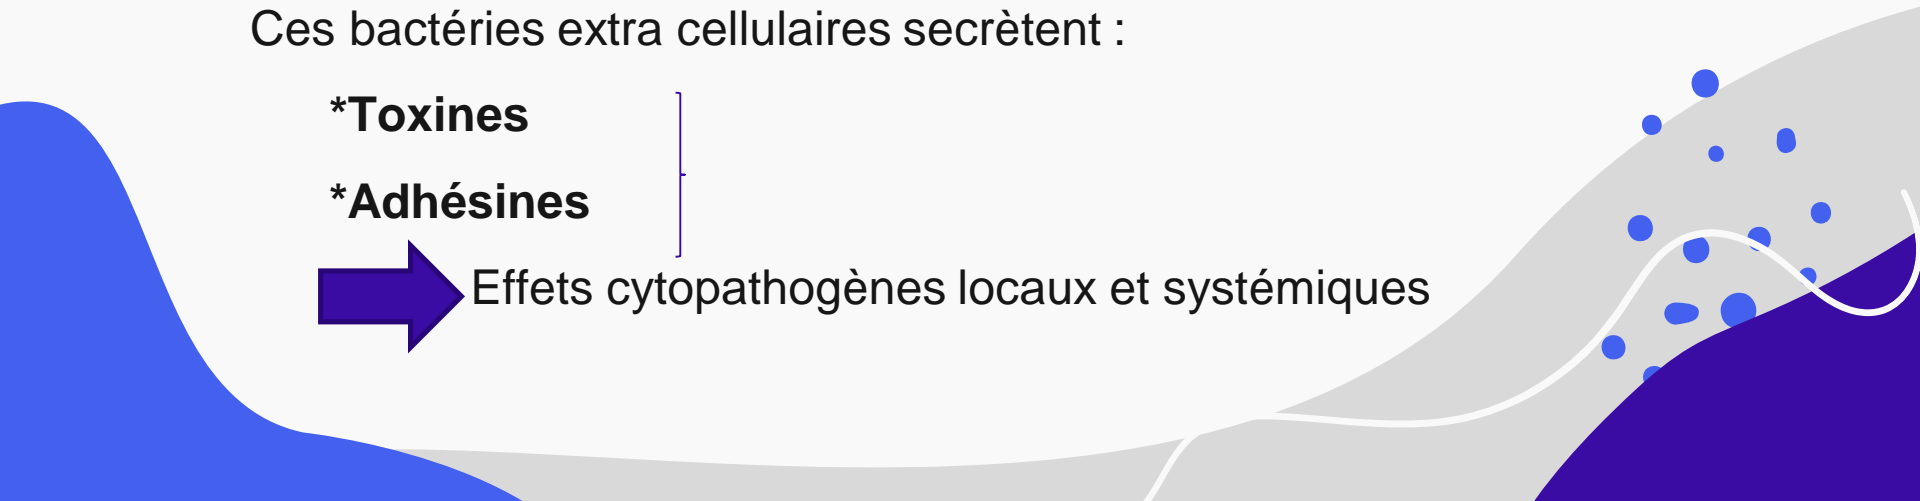 Ces bactéries extra cellulaires secrètent :
*Toxines
*Adhésines
Effets cytopathogènes locaux et systémiques